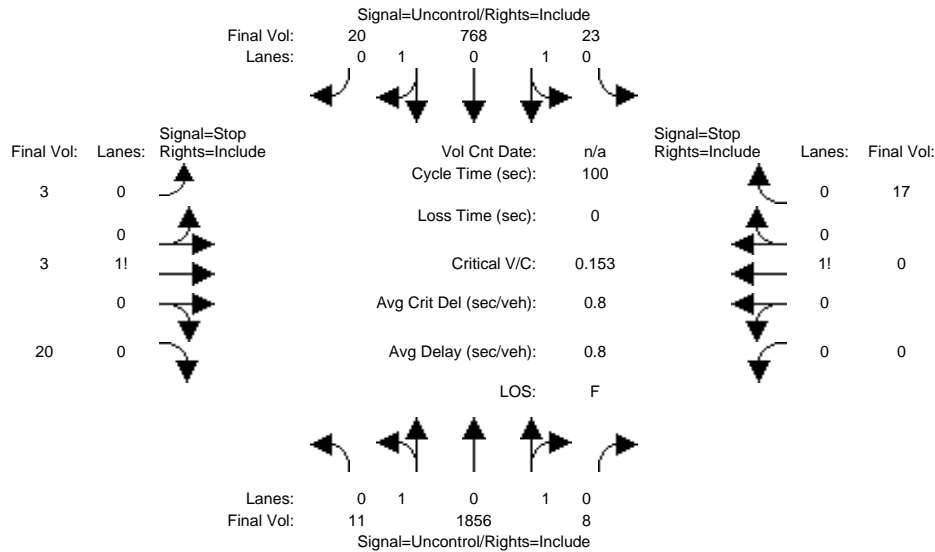 Signal=Uncontrol/Rights=Include
Final Vol: 20 768 23
Lanes: 0 1 0 1 0
Signal=Stop
Final Vol: Lanes: Rights=Include
Vol Cnt Date: n/a
Signal=Stop
Rights=Include Lanes: Final Vol:
Cycle Time (sec): 100
3 0
0 17
Loss Time (sec): 0
0
0
3 1!
Critical V/C: 0.153
1! 0
0
Avg Crit Del (sec/veh): 0.8
0
20 0
Avg Delay (sec/veh): 0.8
0 0
LOS: F
Lanes: 0 1 0 1 0
Final Vol: 11 1856 8
Signal=Uncontrol/Rights=Include